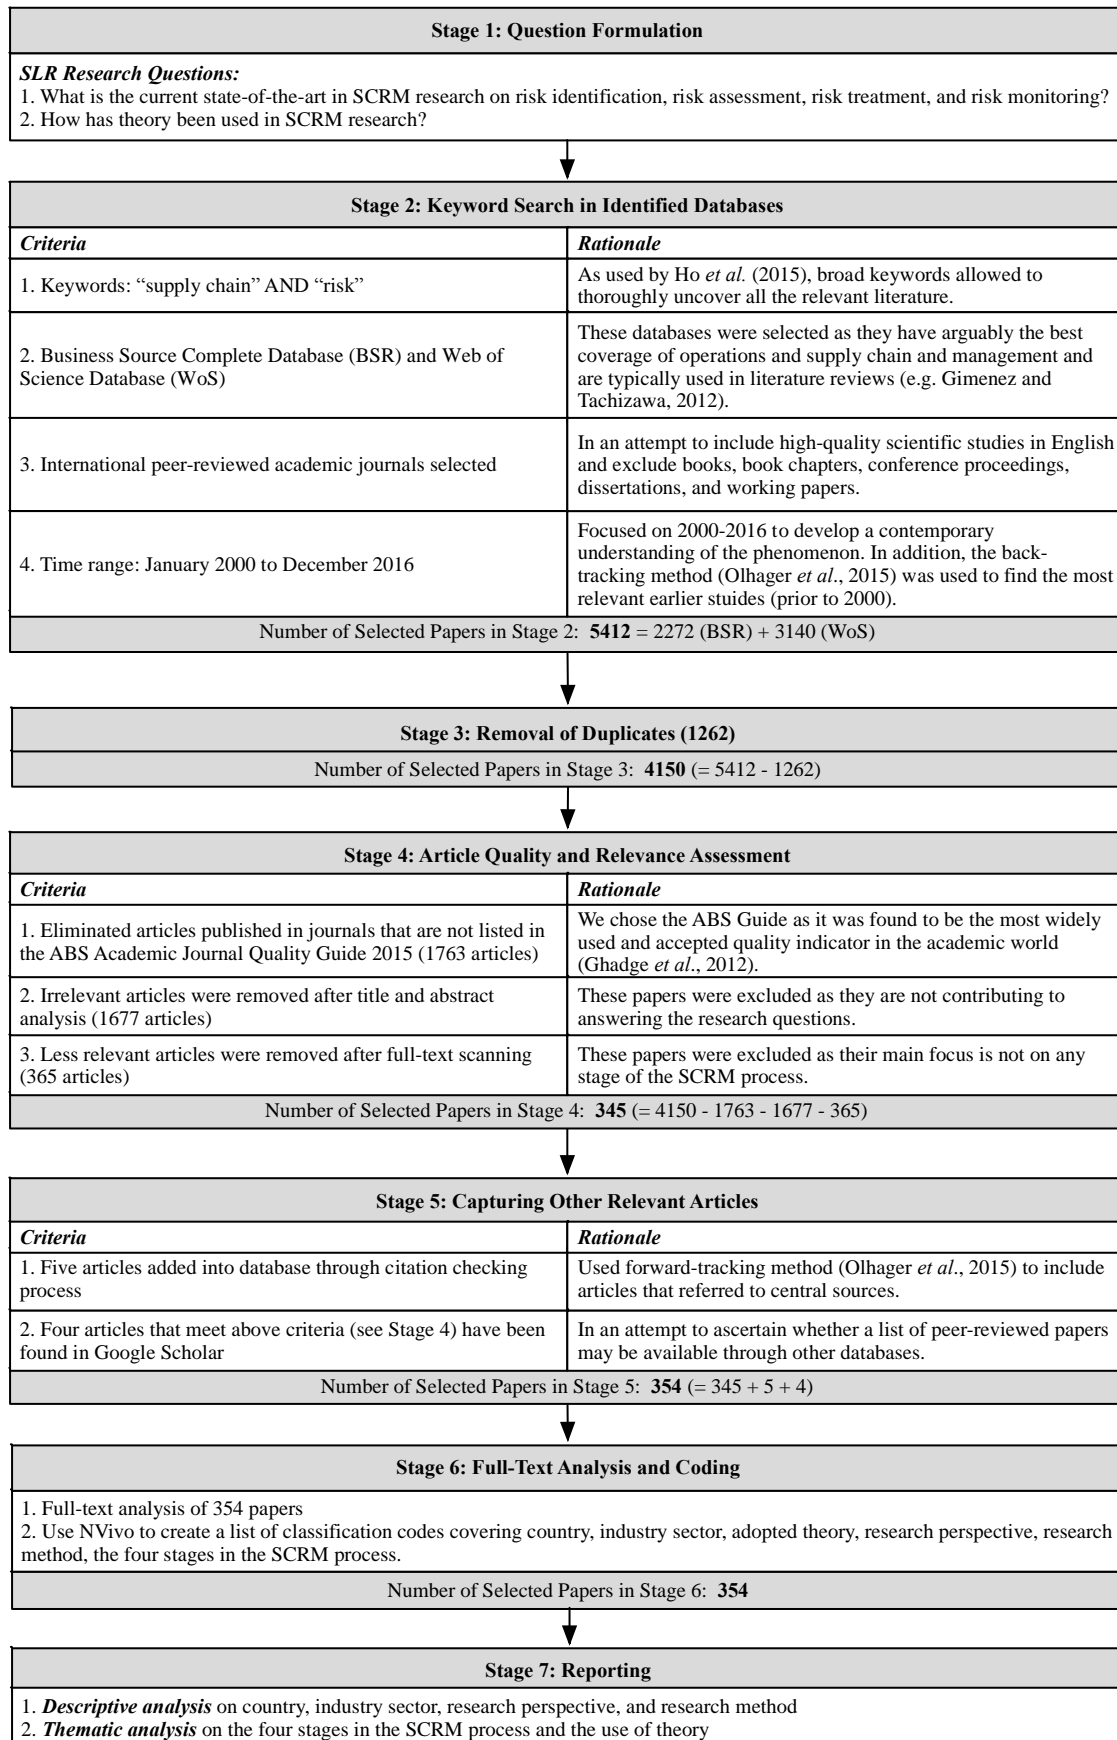 Stage 1: Question Formulation
SLR Research Questions:
1. What is the current state-of-the-art in SCRM research on risk identification, risk assessment, risk treatment, and risk monitoring?
2. How has theory been used in SCRM research?
Stage 2: Keyword Search in Identified Databases
Criteria
Rationale
1. Keywords: “supply chain” AND “risk”
As used by Ho et al. (2015), broad keywords allowed to
thoroughly uncover all the relevant literature.
2. Business Source Complete Database (BSR) and Web of
Science Database (WoS)
These databases were selected as they have arguably the best
coverage of operations and supply chain and management and
are typically used in literature reviews (e.g. Gimenez and
Tachizawa, 2012).
3. International peer-reviewed academic journals selected
In an attempt to include high-quality scientific studies in English
and exclude books, book chapters, conference proceedings,
dissertations, and working papers.
4. Time range: January 2000 to December 2016
Focused on 2000-2016 to develop a contemporary
understanding of the phenomenon. In addition, the back-
tracking method (Olhager et al., 2015) was used to find the most
relevant earlier stuides (prior to 2000).
Number of Selected Papers in Stage 2: 5412 = 2272 (BSR) + 3140 (WoS)
Stage 3: Removal of Duplicates (1262)
Number of Selected Papers in Stage 3: 4150 (= 5412 - 1262)
Stage 4: Article Quality and Relevance Assessment
Criteria
Rationale
1. Eliminated articles published in journals that are not listed in
the ABS Academic Journal Quality Guide 2015 (1763 articles)
We chose the ABS Guide as it was found to be the most widely
used and accepted quality indicator in the academic world
(Ghadge et al., 2012).
2. Irrelevant articles were removed after title and abstract
analysis (1677 articles)
These papers were excluded as they are not contributing to
answering the research questions.
3. Less relevant articles were removed after full-text scanning
(365 articles)
These papers were excluded as their main focus is not on any
stage of the SCRM process.
Number of Selected Papers in Stage 4: 345 (= 4150 - 1763 - 1677 - 365)
Stage 5: Capturing Other Relevant Articles
Criteria
Rationale
1. Five articles added into database through citation checking
process
Used forward-tracking method (Olhager et al., 2015) to include
articles that referred to central sources.
2. Four articles that meet above criteria (see Stage 4) have been
found in Google Scholar
In an attempt to ascertain whether a list of peer-reviewed papers
may be available through other databases.
Number of Selected Papers in Stage 5: 354 (= 345 + 5 + 4)
Stage 6: Full-Text Analysis and Coding
1. Full-text analysis of 354 papers
2. Use NVivo to create a list of classification codes covering country, industry sector, adopted theory, research perspective, research
method, the four stages in the SCRM process.
Number of Selected Papers in Stage 6: 354
Stage 7: Reporting
1. Descriptive analysis on country, industry sector, research perspective, and research method
2. Thematic analysis on the four stages in the SCRM process and the use of theory